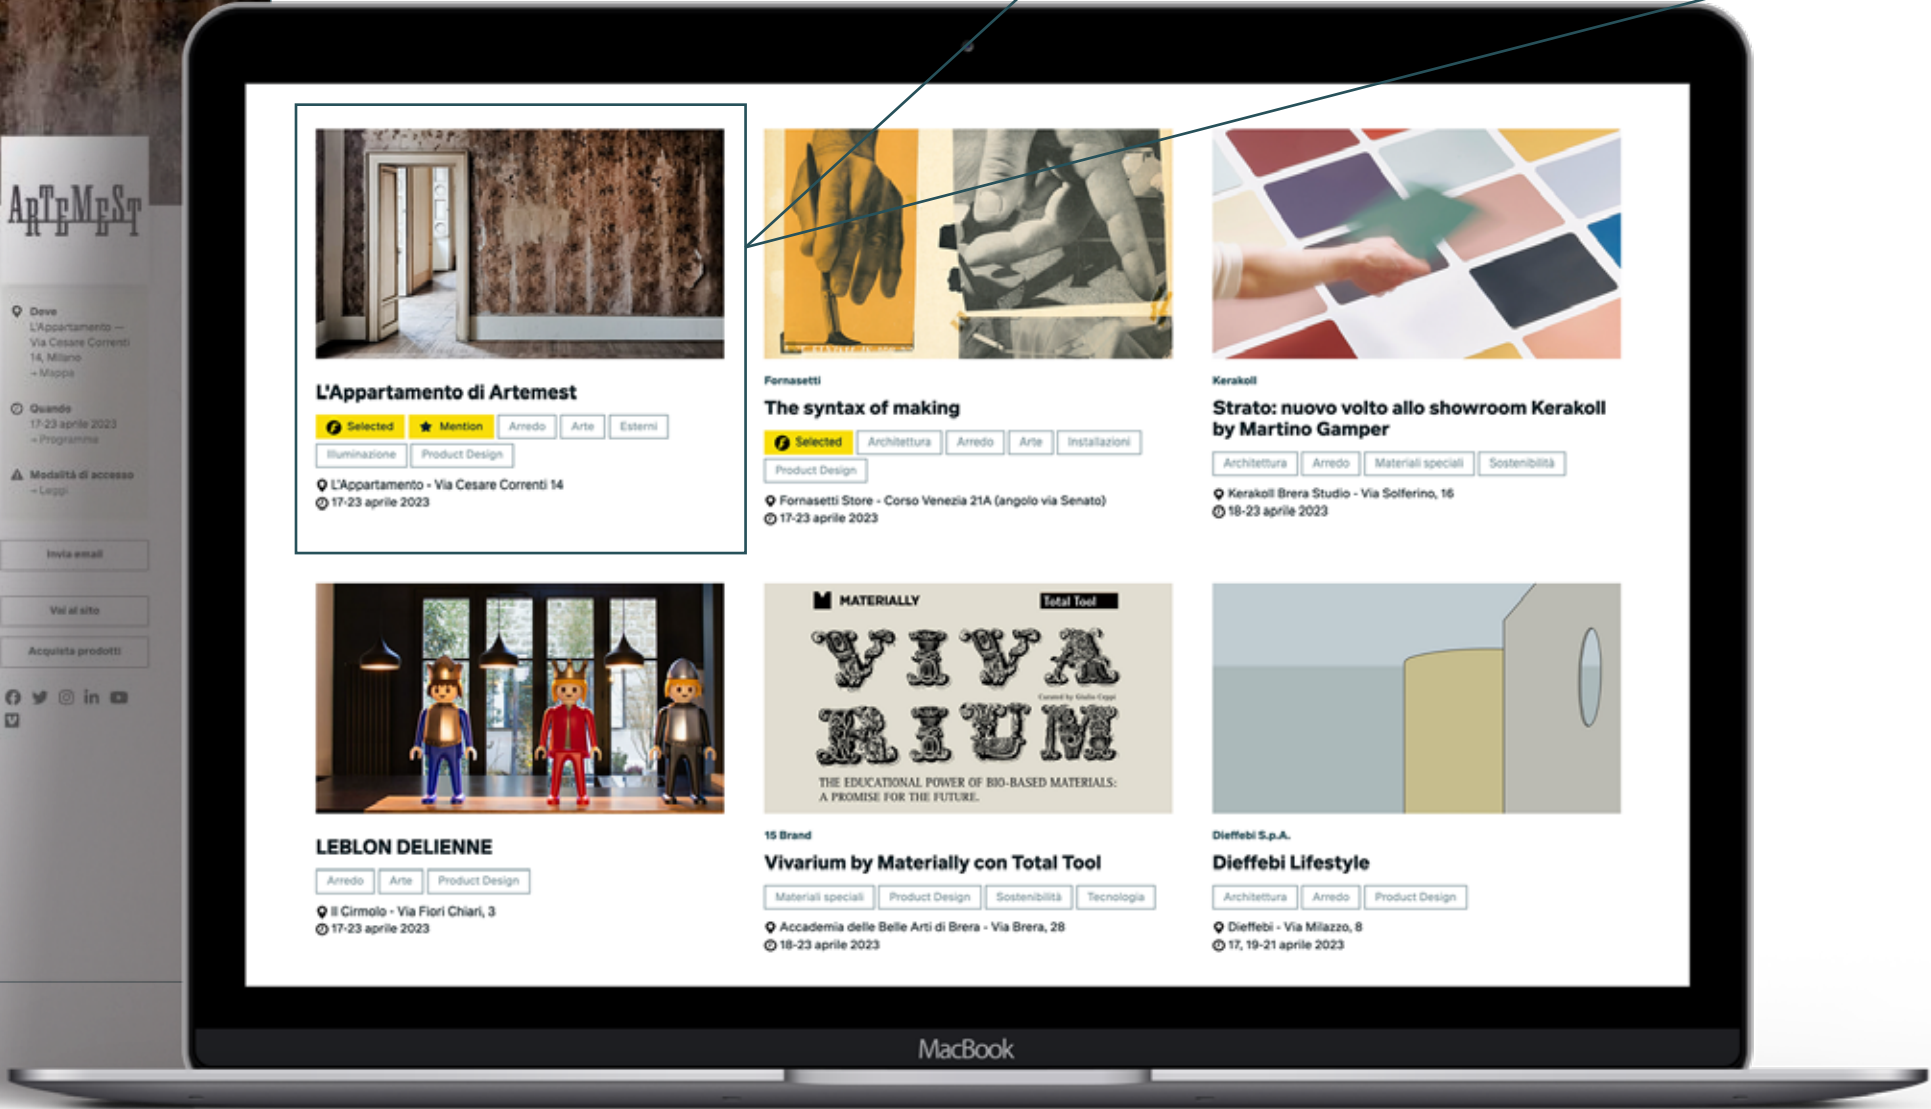 ARTEMEST
Dove
L'Appartamento —
Via Cesare Correnti
14, Milano
→ Mappa
Quando
17-23 aprile 2023
→ Programma
Modalità di accesso
→ Leggi
Invia email
Vai al sito
Acquista prodotti
L'Appartamento di Artemest
Selected Mention Arredo Arte Esterni
Illuminazione Product Design
L'Appartamento - Via Cesare Correnti 14
17-23 aprile 2023
Fornasetti
The syntax of making
Selected Architettura Arredo Arte Installazioni
Product Design
Fornasetti Store - Corso Venezia 21A (angolo via Senato)
17-23 aprile 2023
Kerakoll
Strato: nuovo volto allo showroom Kerakoll
by Martino Gamper
Architettura Arredo Materiali speciali Sostenibilità
Kerakoll Brera Studio - Via Solferino, 16
18-23 aprile 2023
LEBLON DELIENNE
Arredo Arte Product Design
Il Cirmolo - Via Fiori Chiari, 3
17-23 aprile 2023
MATERIALLY Total Tool
VIVA
Curated by Giulio Ceppi
RIUM
THE EDUCATIONAL POWER OF BIO-BASED MATERIALS:
A PROMISE FOR THE FUTURE.
15 Brand
Vivarium by Materially con Total Tool
Materiali speciali Product Design Sostenibilità Tecnologia
Accademia delle Belle Arti di Brera - Via Brera, 28
18-23 aprile 2023
Dieffebi S.p.A.
Dieffebi Lifestyle
Architettura Arredo Product Design
Dieffebi - Via Milazzo, 8
17, 19-21 aprile 2023
MacBook